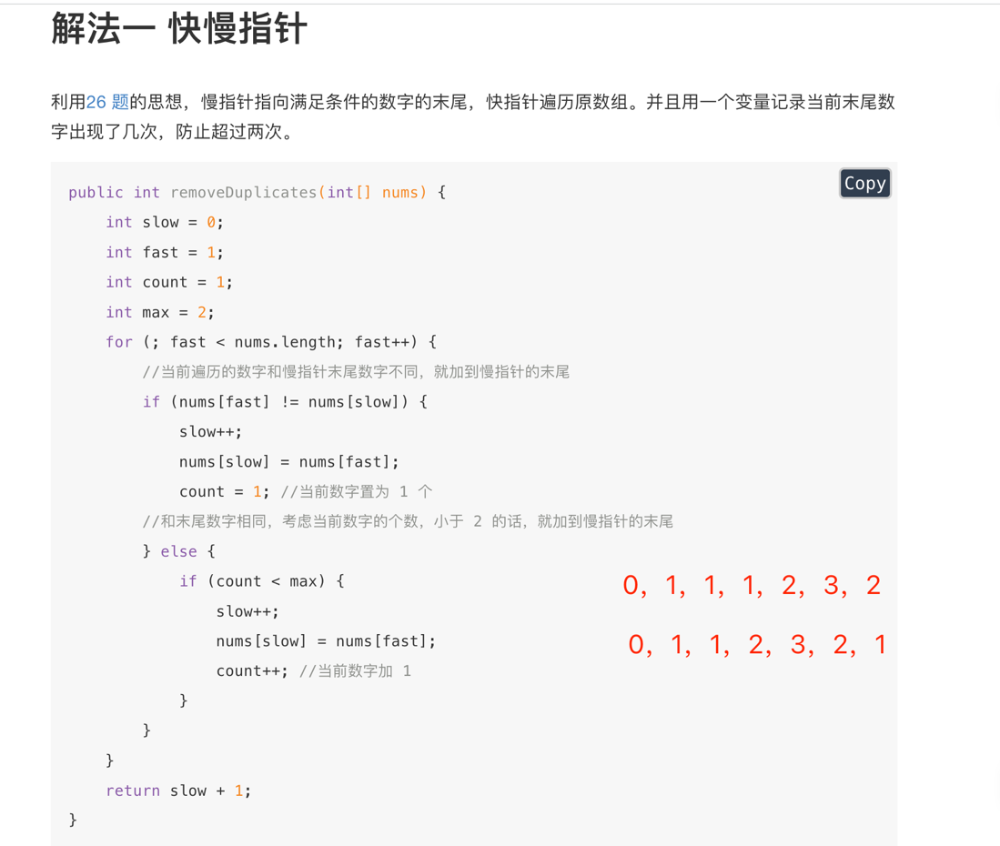 解法一 快慢指针
利用26 题的思想，慢指针指向满足条件的数字的末尾，快指针遍历原数组。并且用一个变量记录当前末尾数
字出现了几次，防止超过两次。
Copy
public int removeDuplicates(int[] nums) {
    int slow = 0;
    int fast = 1;
    int count = 1;
    int max = 2;
    for (; fast < nums.length; fast++) {
        //当前遍历的数字和慢指针末尾数字不同，就加到慢指针的末尾
        if (nums[fast] != nums[slow]) {
            slow++;
            nums[slow] = nums[fast];
            count = 1; //当前数字置为 1 个
        //和末尾数字相同，考虑当前数字的个数，小于 2 的话，就加到慢指针的末尾
        } else {
            if (count < max) {
                slow++;
                nums[slow] = nums[fast];
                count++; //当前数字加 1
            }
        }
    }
    return slow + 1;
}
0，1，1，1，2，3，2
0，1，1，2，3，2，1